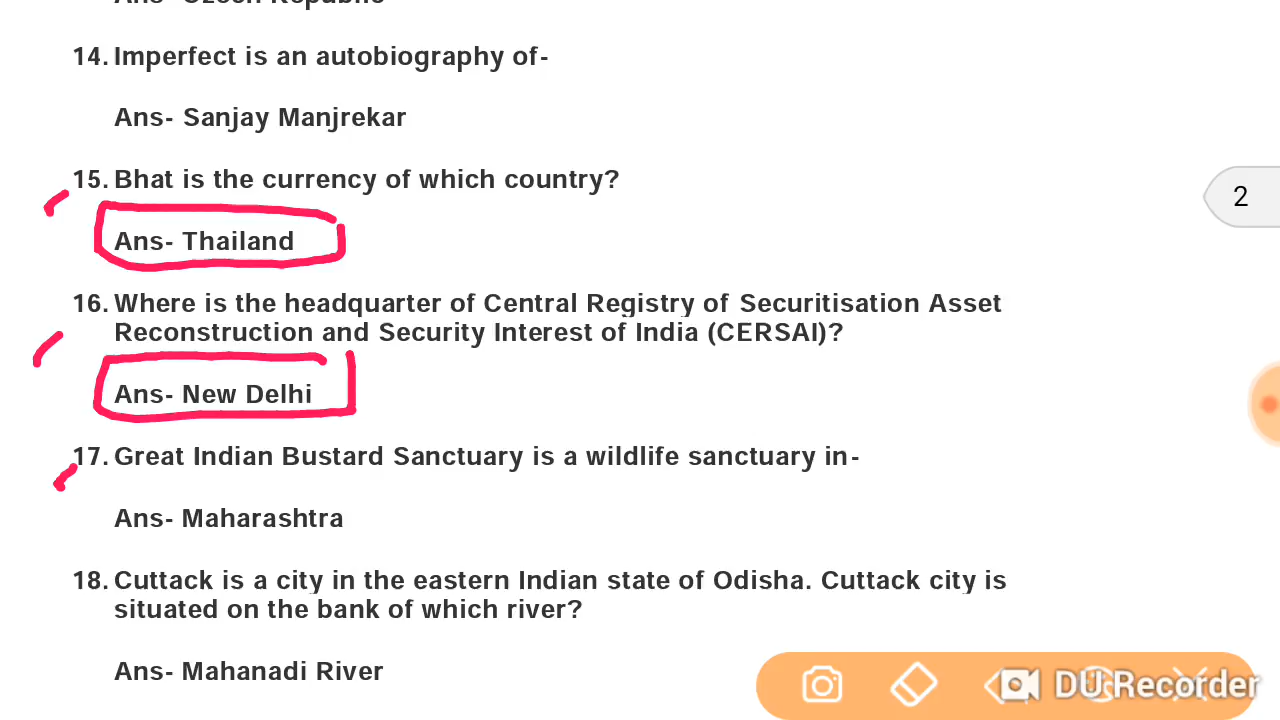 Ans- Czech Republic
14. Imperfect is an autobiography of-
Ans- Sanjay Manjrekar
15. Bhat is the currency of which country?
2
Ans- Thailand
16. Where is the headquarter of Central Registry of Securitisation Asset
Reconstruction and Security Interest of India (CERSAI)?
Ans- New Delhi
17. Great Indian Bustard Sanctuary is a wildlife sanctuary in-
Ans- Maharashtra
18. Cuttack is a city in the eastern Indian state of Odisha. Cuttack city is
situated on the bank of which river?
Ans- Mahanadi River
DU Recorder